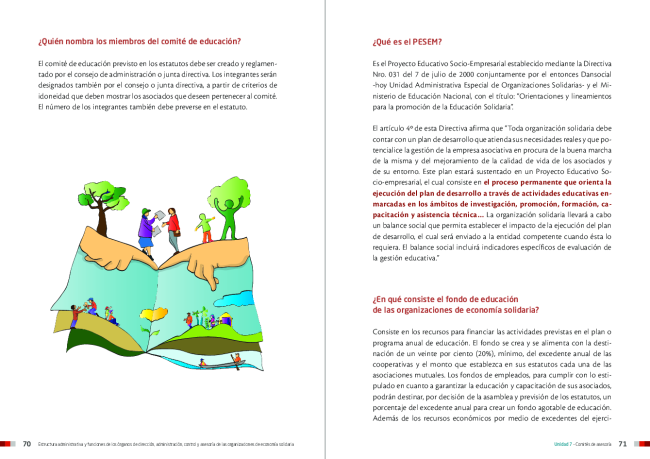 ¿Quién nombra los miembros del comité de educación?
El comité de educación previsto en los estatutos debe ser creado y reglamen-
tado por el consejo de administración o junta directiva. Los integrantes serán
designados también por el consejo o junta directiva, a partir de criterios de
idoneidad que deben mostrar los asociados que deseen pertenecer al comité.
El número de los integrantes también debe preverse en el estatuto.
70 Estructura administrativa y funciones de los órganos de dirección, administración, control y asesoría de las organizaciones de economía solidaria
¿Qué es el PESEM?
Es el Proyecto Educativo Socio-Empresarial establecido mediante la Directiva
Nro. 031 del 7 de julio de 2000 conjuntamente por el entonces Dansocial
-hoy Unidad Administrativa Especial de Organizaciones Solidarias- y el Mi-
nisterio de Educación Nacional, con el título: "Orientaciones y lineamientos
para la promoción de la Educación Solidaria".
El artículo 4º de esta Directiva afirma que "Toda organización solidaria debe
contar con un plan de desarrollo que atienda sus necesidades reales y que po-
tencialice la gestión de la empresa asociativa en procura de la buena marcha
de la misma y del mejoramiento de la calidad de vida de los asociados y
de su entorno. Este plan estará sustentado en un Proyecto Educativo So-
cio-empresarial, el cual consiste en el proceso permanente que orienta la
ejecución del plan de desarrollo a través de actividades educativas en-
marcadas en los ámbitos de investigación, promoción, formación, ca-
pacitación y asistencia técnica... La organización solidaria llevará a cabo
un balance social que permita establecer el impacto de la ejecución del plan
de desarrollo, el cual será enviado a la entidad competente cuando ésta lo
requiera. El balance social incluirá indicadores específicos de evaluación de
la gestión educativa."
¿En qué consiste el fondo de educación
de las organizaciones de economía solidaria?
Consiste en los recursos para financiar las actividades previstas en el plan o
programa anual de educación. El fondo se crea y se alimenta con la desti-
nación de un veinte por ciento (20%), mínimo, del excedente anual de las
cooperativas y el monto que establezca en sus estatutos cada una de las
asociaciones mutuales. Los fondos de empleados, para cumplir con lo esti-
pulado en cuanto a garantizar la educación y capacitación de sus asociados,
podrán destinar, por decisión de la asamblea y previsión de los estatutos, un
porcentaje del excedente anual para crear un fondo agotable de educación.
Además de los recursos económicos por medio de excedentes del ejerci-
Unidad 7 - Comités de asesoría 71